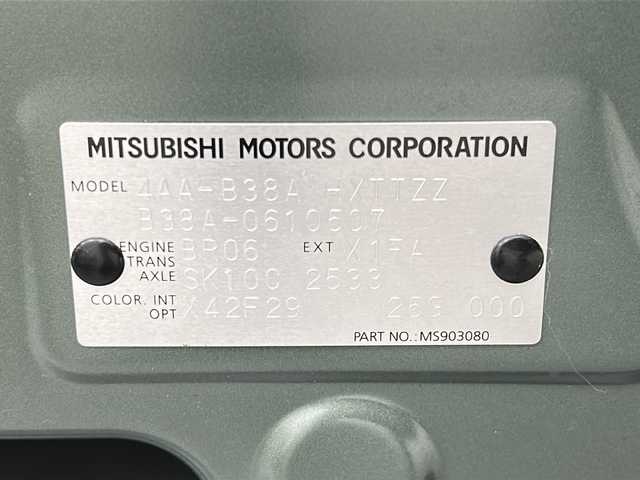 MITSUBISHI MOTORS CORPORATION
MODEL 4AA-B38A -HXTTZZ
B38A-0610507
ENGINE BR06 EXT X1FA
TRANS
AXLE SK100 2533
COLOR. INT X42F29 269 000
OPT
PART NO.: MS903080